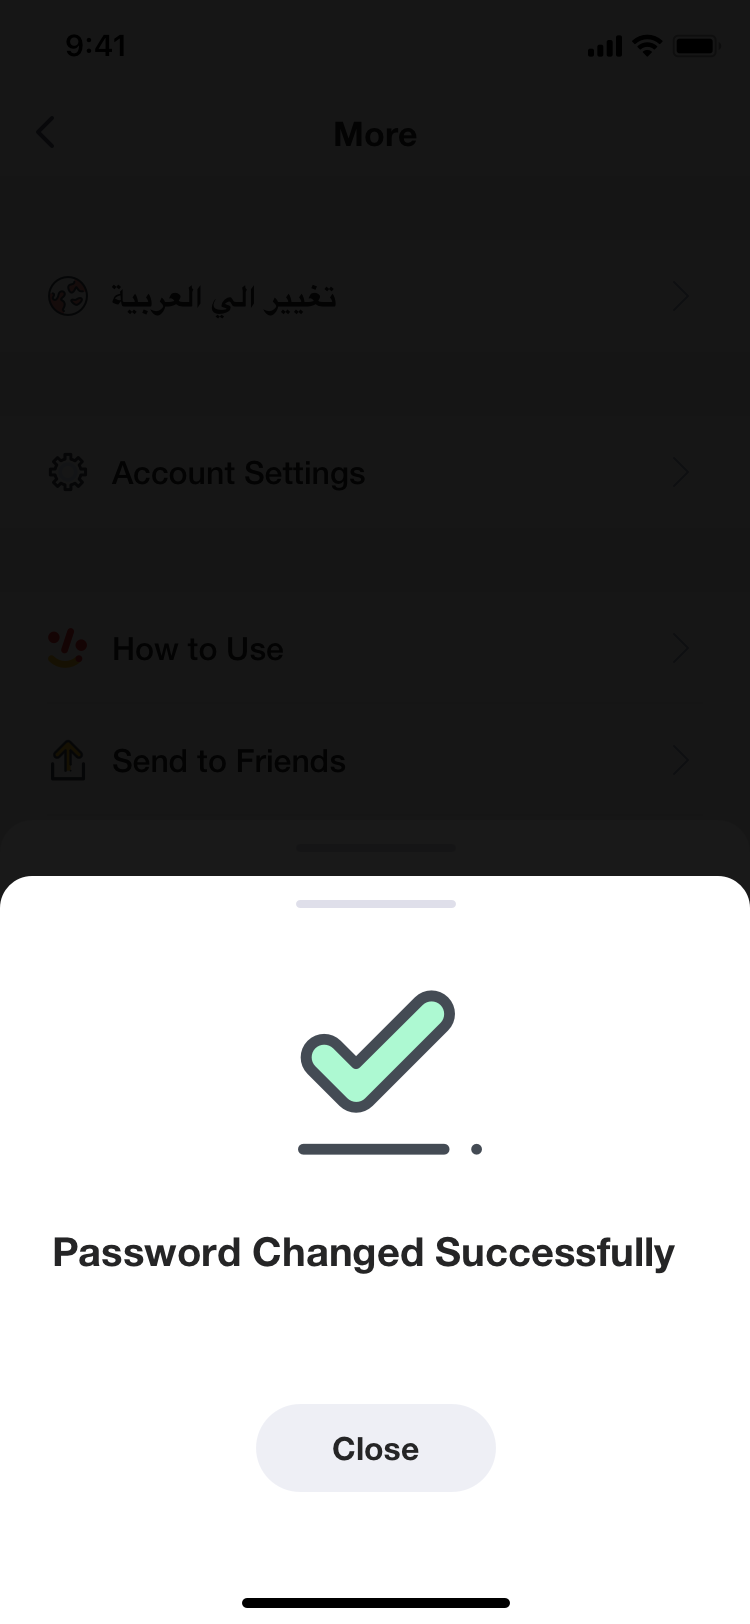 9:41
More
تغيير الي العربية
Account Settings
How to Use
Send to Friends
Password Changed Successfully
Close